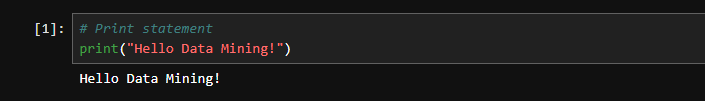 [1]: # Print statement
print("Hello Data Mining!")
Hello Data Mining!